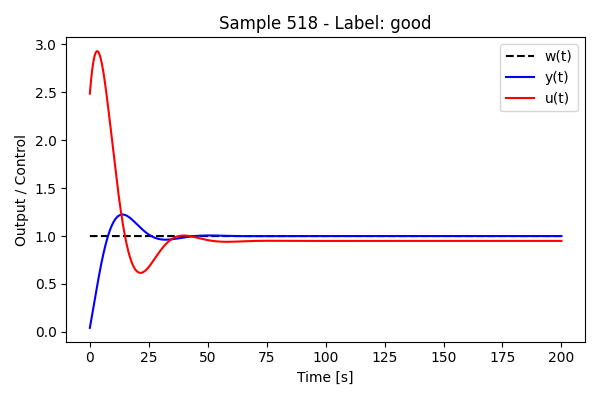 Sample 518 - Label: good
Output / Control
3.0
2.5
2.0
1.5
1.0
0.5
0.0
w(t)
y(t)
u(t)
0 25 50 75 100 125 150 175 200
Time [s]